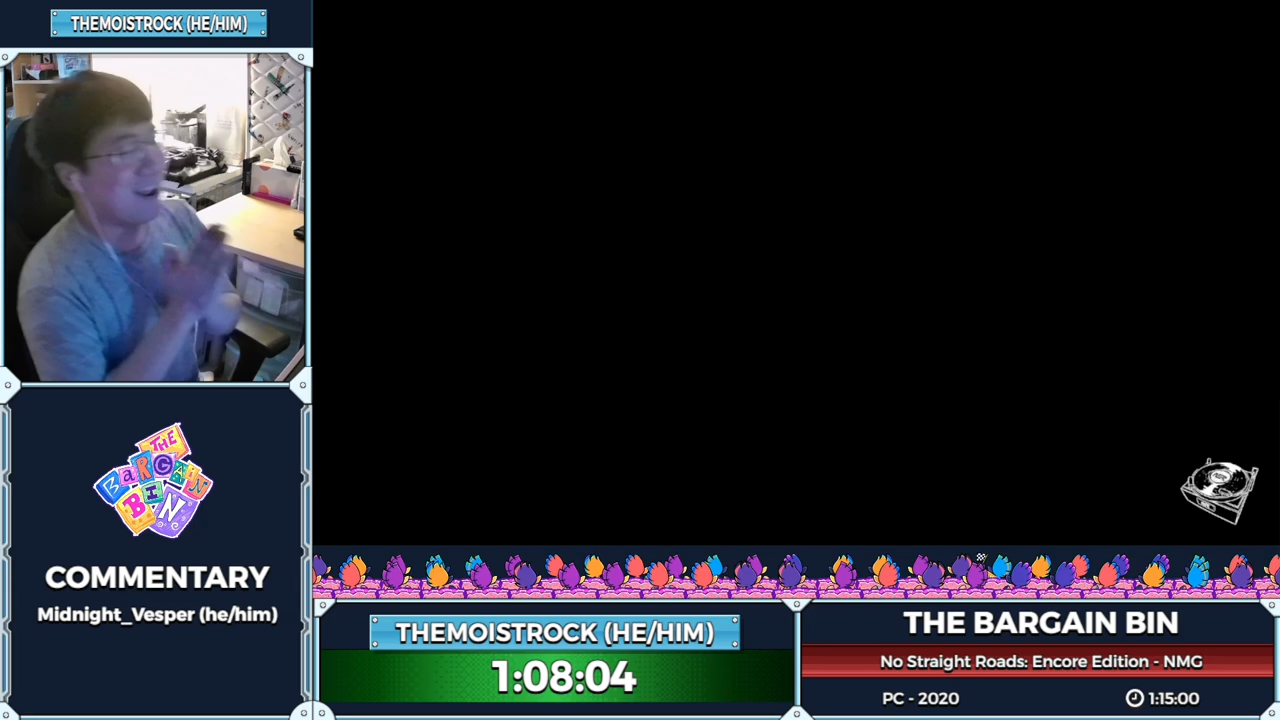 THEMOISTROCK (HE/HIM)
THE
BARGAIN
BIN
COMMENTARY
Midnight_Vesper (he/him)
THEMOISTROCK (HE/HIM)
1:08:04
THE BARGAIN BIN
No Straight Roads: Encore Edition - NMG
PC - 2020
1:15:00